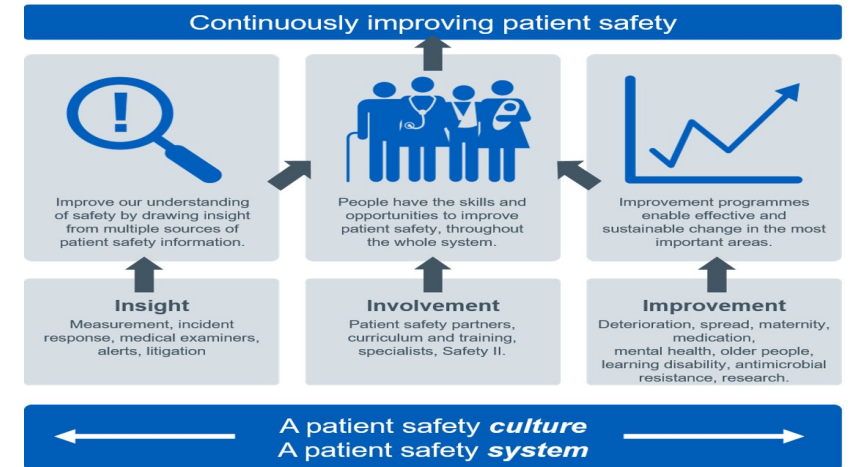 Continuously improving patient safety
!
Improve our understanding
of safety by drawing insight
from multiple sources of
patient safety information.
People have the skills and
opportunities to improve
patient safety, throughout
the whole system.
Improvement programmes
enable effective and
sustainable change in the most
important areas.
Insight
Measurement, incident
response, medical examiners,
alerts, litigation
Involvement
Patient safety partners,
curriculum and training,
specialists, Safety II.
Improvement
Deterioration, spread, maternity,
medication,
mental health, older people,
learning disability, antimicrobial
resistance, research.
A patient safety culture
A patient safety system